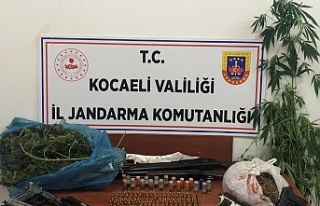 T.C.
KOCAELİ VALİLİĞİ
İL JANDARMA KOMUTANLIĞI